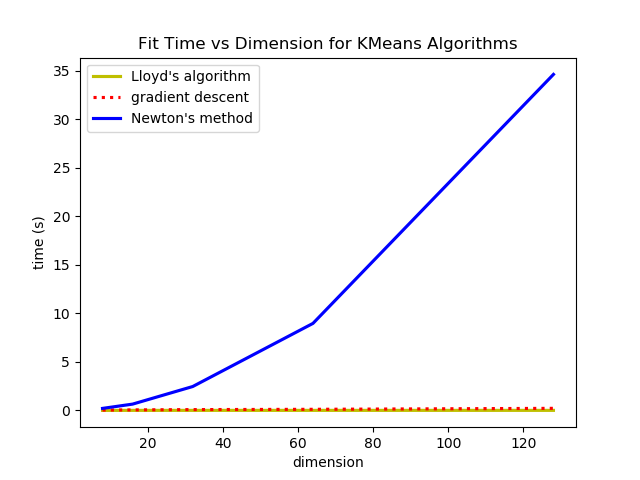 Fit Time vs Dimension for KMeans Algorithms
Lloyd's algorithm
gradient descent
Newton's method
35
30
25
20
15
10
5
0
time (s)
20 40 60 80 100 120
dimension